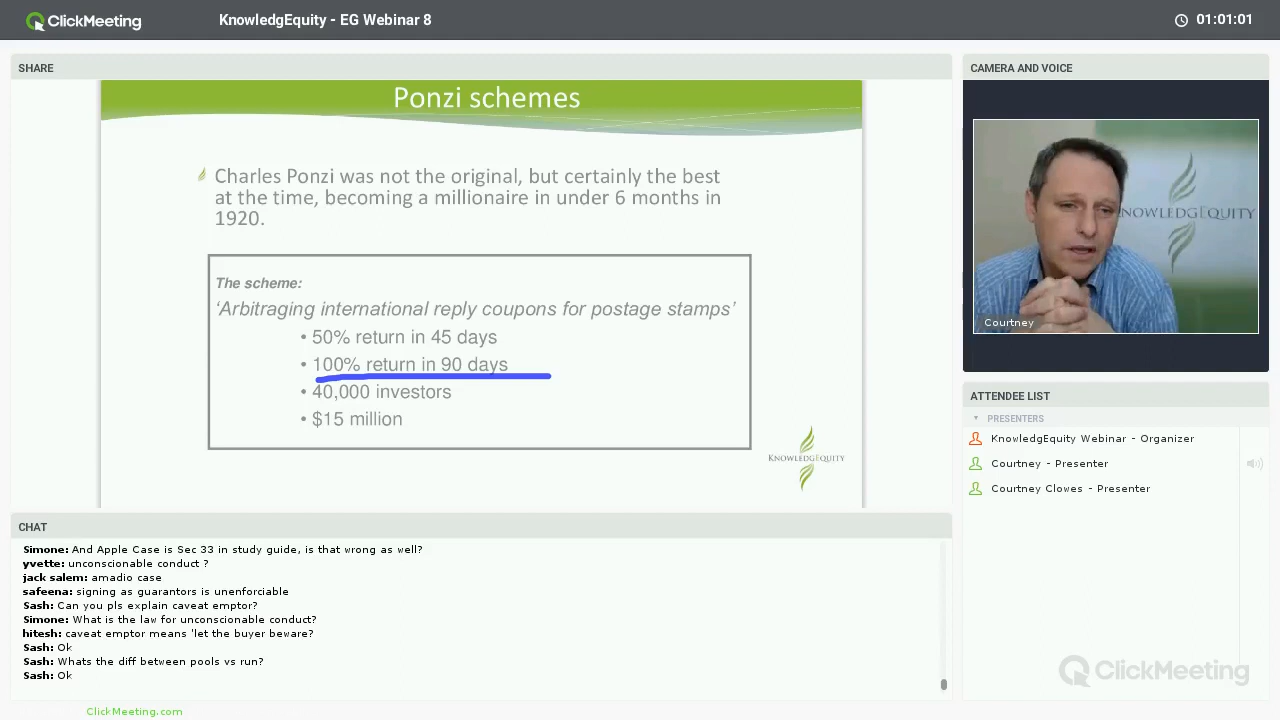 ClickMeeting
KnowledgEquity - EG Webinar 8
01:01:01
SHARE
Ponzi schemes
Charles Ponzi was not the original, but certainly the best
at the time, becoming a millionaire in under 6 months in
1920.
The scheme:
‘Arbitraging international reply coupons for postage stamps’
• 50% return in 45 days
• 100% return in 90 days
• 40,000 investors
• $15 million
KNOWLEDGEQUITY
CAMERA AND VOICE
KNOWLEDGEQUITY
Courtney
ATTENDEE LIST
PRESENTERS
KnowledgEquity Webinar - Organizer
Courtney - Presenter
Courtney Clowes - Presenter
ClickMeeting
CHAT
Simone: And Apple Case is Sec 33 in study guide, is that wrong as well?
yvette: unconscionable conduct ?
jack salem: amadio case
safeena: signing as guarantors is unenforciable
Sash: Can you pls explain caveat emptor?
Simone: What is the law for unconscionable conduct?
hitesh: caveat emptor means 'let the buyer beware?
Sash: Ok
Sash: Whats the diff between pools vs run?
Sash: Ok
ClickMeeting.com